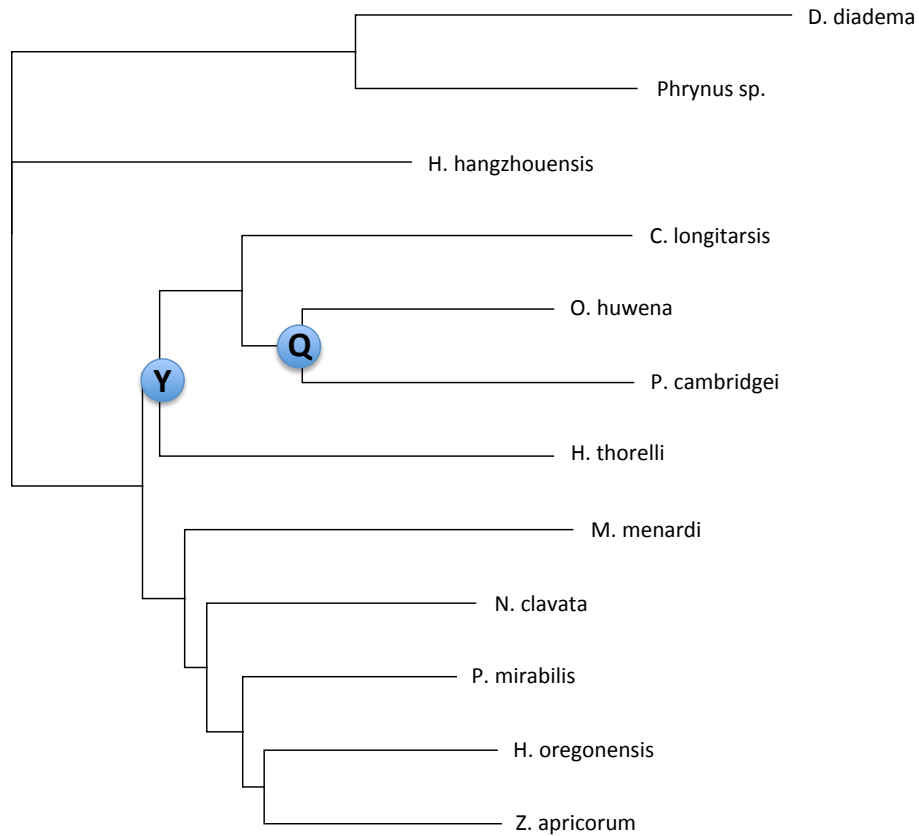 D. diadema
Phrynus sp.
H. hangzhouensis
C. longitarsis
O. huwena
Q
Y
P. cambridgei
H. thorelli
M. menardi
N. clavata
P. mirabilis
H. oregonensis
Z. apricorum